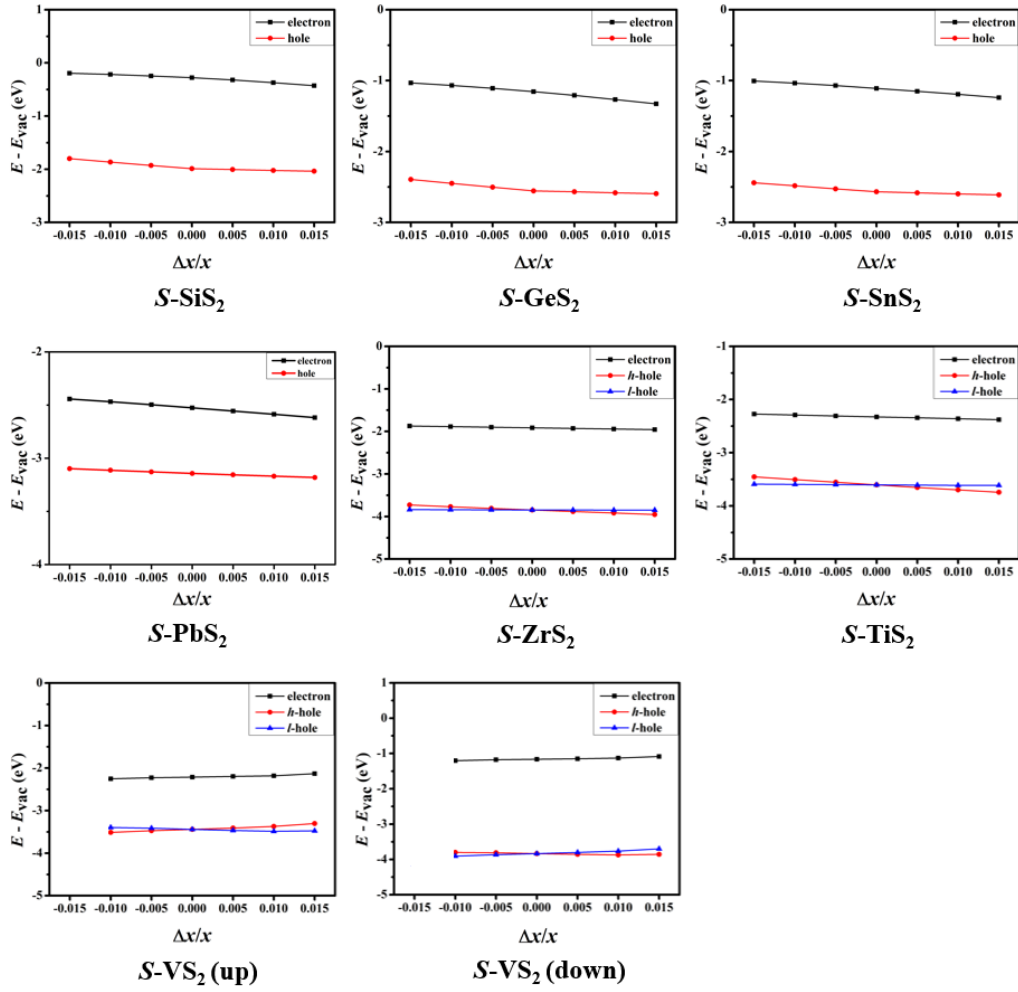 1
0
-1
-2
-3
E - Evac (eV)
electron
hole
-0.015 -0.010 -0.005 0.000 0.005 0.010 0.015
Δx/x
S-SiS2
0
-1
-2
-3
E - Evac (eV)
electron
hole
-0.015 -0.010 -0.005 0.000 0.005 0.010 0.015
Δx/x
S-GeS2
0
-1
-2
-3
E - Evac (eV)
electron
hole
-0.015 -0.010 -0.005 0.000 0.005 0.010 0.015
Δx/x
S-SnS2
-2
-3
-4
E - Evac (eV)
electron
hole
-0.015 -0.010 -0.005 0.000 0.005 0.010 0.015
Δx/x
S-PbS2
0
-1
-2
-3
-4
-5
E - Evac (eV)
electron
h-hole
l-hole
-0.015 -0.010 -0.005 0.000 0.005 0.010 0.015
Δx/x
S-ZrS2
-1
-2
-3
-4
-5
E - Evac (eV)
electron
h-hole
l-hole
-0.015 -0.010 -0.005 0.000 0.005 0.010 0.015
Δx/x
S-TiS2
0
-1
-2
-3
-4
-5
E - Evac (eV)
electron
h-hole
l-hole
-0.015 -0.010 -0.005 0.000 0.005 0.010 0.015
Δx/x
S-VS2 (up)
1
0
-1
-2
-3
-4
-5
E - Evac (eV)
electron
h-hole
l-hole
-0.015 -0.010 -0.005 0.000 0.005 0.010 0.015
Δx/x
S-VS2 (down)